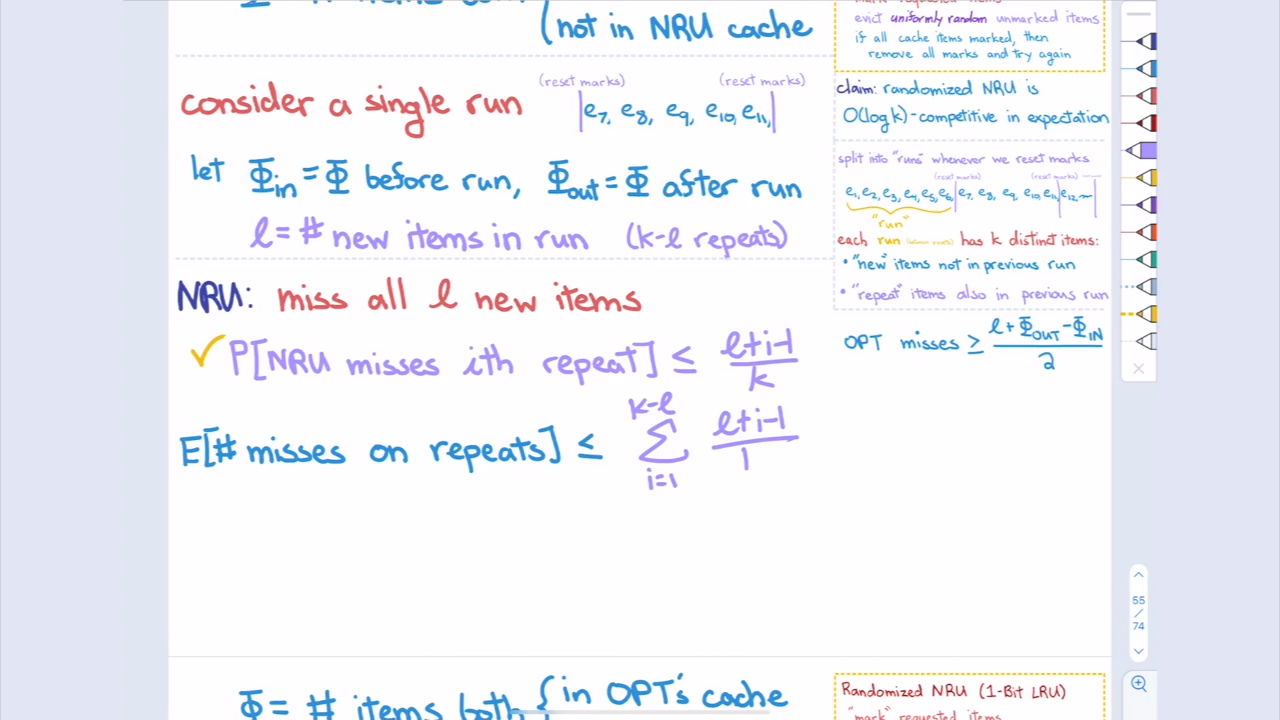 (not in NRU cache
consider a single run
(reset marks) (reset marks)
|e7, e8, e9, e10, e11,|
let Φin = Φ before run, Φout = Φ after run
l = # new items in run (k-l repeats)
NRU: miss all l new items
✓ P[NRU misses ith repeat] ≤ l+i-1 / k
E[# misses on repeats] ≤ k-l Σ i=1 l+i-1 / 
Φ = # items both { in OPT's cache
evict uniformly random unmarked items
if all cache items marked, then
remove all marks and try again
claim: randomized NRU is
O(log k)-competitive in expectation
split into "runs" whenever we reset marks
(reset marks) (reset marks)
e1, e2, e3, e4, e5, e6, | e7, e8, e9, e10, e11, | e12, ~ |
"run"
each run has k distinct items:
• "new" items not in previous run
• "repeat" items also in previous run
OPT misses ≥ l + ΦOUT - ΦIN / 2
Randomized NRU (1-Bit LRU)
"mark" requested items
55
/
74